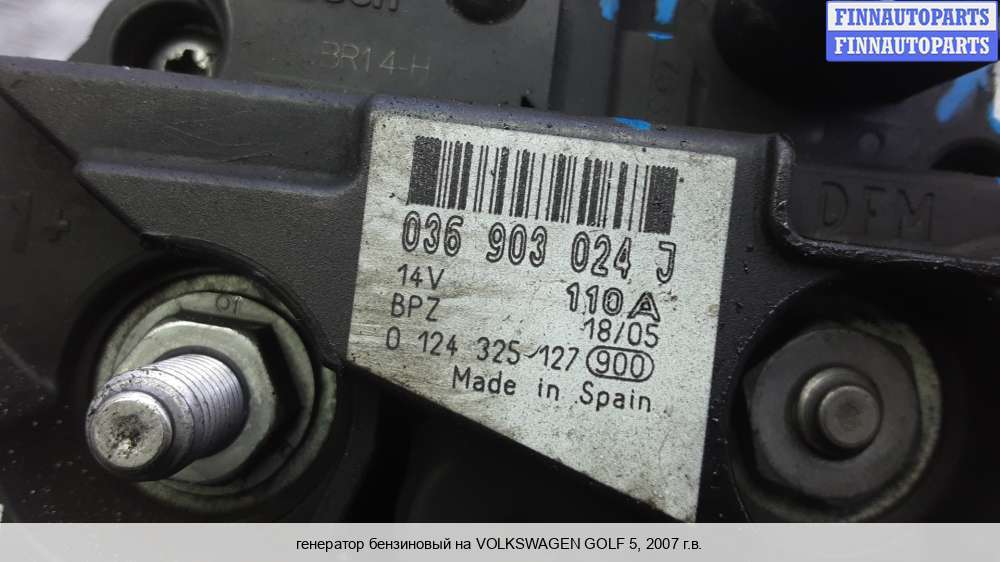 FINNAUTOPARTS
FINNAUTOPARTS
BR14-H
DFM
036 903 024 J
14V 110A
BPZ 18/05
0 124 325 127 900
Made in Spain
01
генератор бензиновый на VOLKSWAGEN GOLF 5, 2007 г.в.